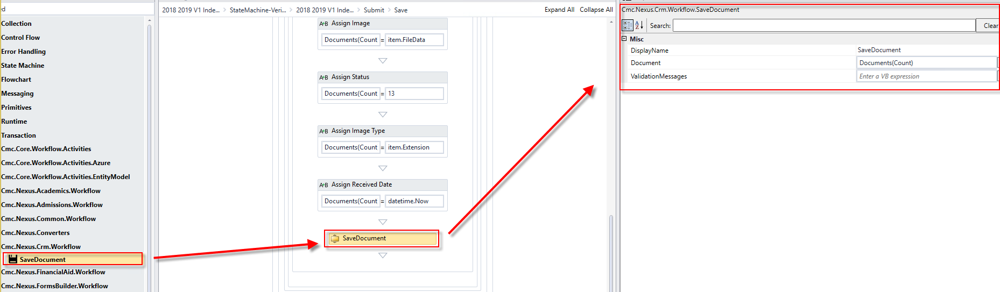 ed
Collection
Control Flow
Error Handling
State Machine
Flowchart
Messaging
Primitives
Runtime
Transaction
Cmc.Core.Workflow.Activities
Cmc.Core.Workflow.Activities.Azure
Cmc.Core.Workflow.Activities.EntityModel
Cmc.Nexus.Academics.Workflow
Cmc.Nexus.Admissions.Workflow
Cmc.Nexus.Common.Workflow
Cmc.Nexus.Converters
Cmc.Nexus.Crm.Workflow
SaveDocument
Cmc.Nexus.FinancialAid.Workflow
Cmc.Nexus.FormsBuilder.Workflow
2018 2019 V1 Inde... > StateMachine-Veri... > 2018 2019 V1 Inde... > Submit > Save
Expand All Collapse All
A+B Assign Image
Documents(Count = item.FileData
A+B Assign Status
Documents(Count = 13
A+B Assign Image Type
Documents(Count = item.Extension
A+B Assign Received Date
Documents(Count = datetime.Now
SaveDocument
Cmc.Nexus.Crm.Workflow.SaveDocument
AZ Search: Clear
Misc
DisplayName SaveDocument
Document Documents(Count)
ValidationMessages Enter a VB expression